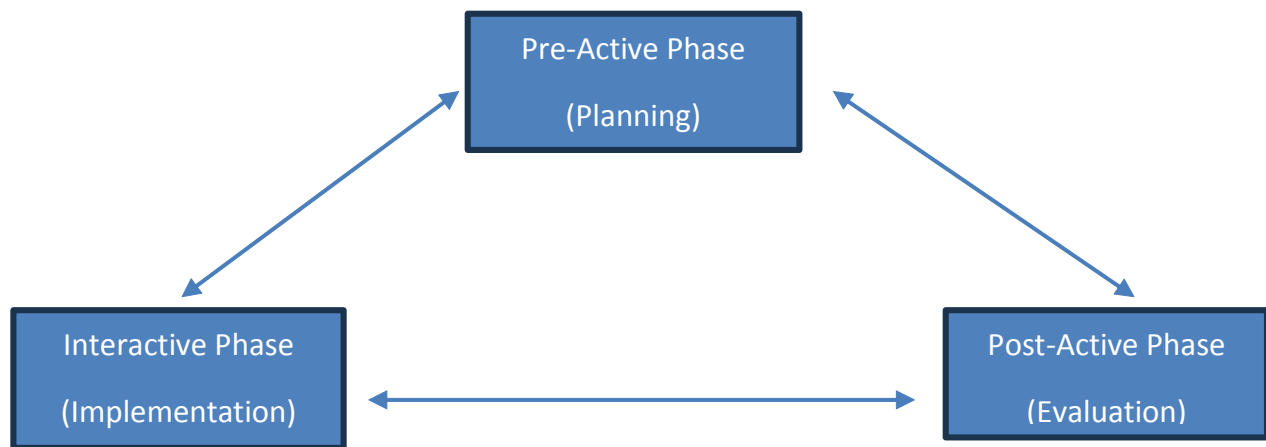 Pre-Active Phase
(Planning)
Interactive Phase
(Implementation)
Post-Active Phase
(Evaluation)